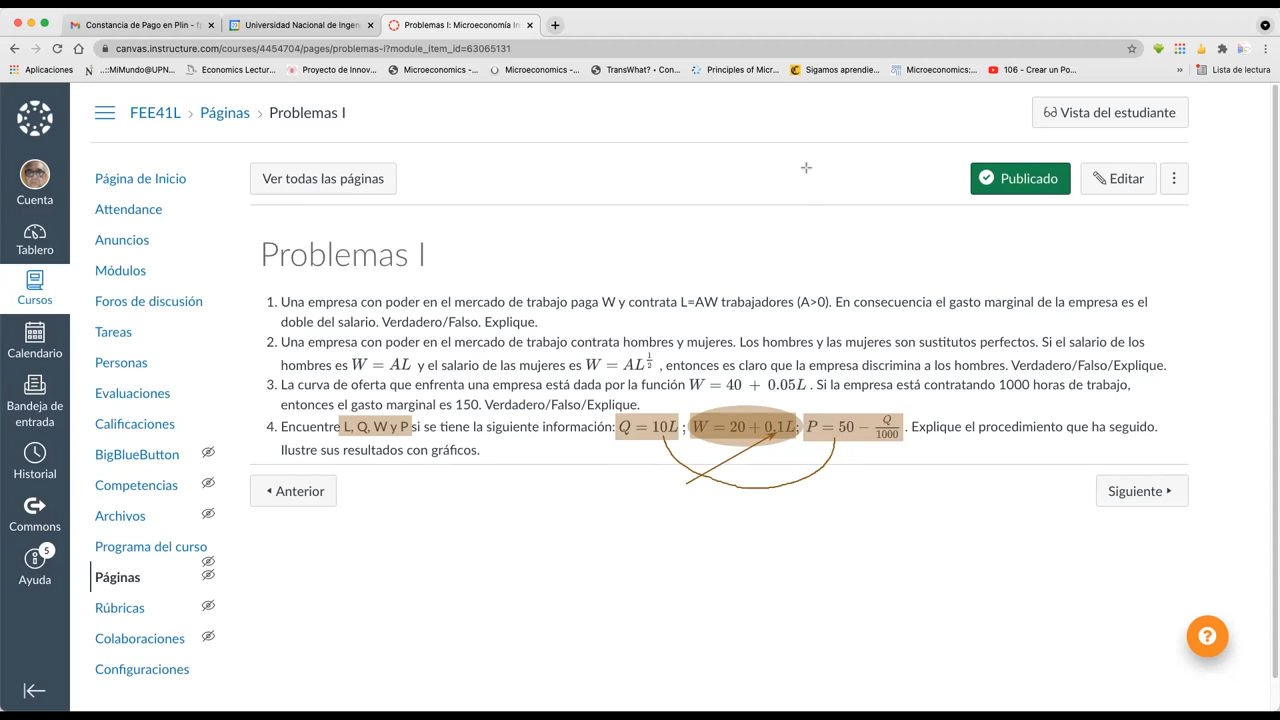 Constancia de Pago en Plin - f
Universidad Nacional de Ingen
Problemas I: Microeconomía In
canvas.instructure.com/courses/4454704/pages/problemas-i?module_item_id=63065131
Aplicaciones
..::MiMundo@UPN...
Economics Lectur...
Proyecto de Innov...
Microeconomics -...
Microeconomics -...
TransWhat? • Con...
Principles of Micr...
Sigamos aprendie...
Microeconomics:...
106 - Crear un Po...
»
Lista de lectura
FEE41L > Páginas > Problemas I
Vista del estudiante
Cuenta
Tablero
Cursos
Calendario
Bandeja de entrada
Historial
Commons
5
Ayuda
Página de Inicio
Attendance
Anuncios
Módulos
Foros de discusión
Tareas
Personas
Evaluaciones
Calificaciones
BigBlueButton
Competencias
Archivos
Programa del curso
Páginas
Rúbricas
Colaboraciones
Configuraciones
Ver todas las páginas
Publicado
Editar
Problemas I
1. Una empresa con poder en el mercado de trabajo paga W y contrata L=AW trabajadores (A>0). En consecuencia el gasto marginal de la empresa es el
doble del salario. Verdadero/Falso. Explique.
2. Una empresa con poder en el mercado de trabajo contrata hombres y mujeres. Los hombres y las mujeres son sustitutos perfectos. Si el salario de los
hombres es W = AL y el salario de las mujeres es W = AL^{1/2} , entonces es claro que la empresa discrimina a los hombres. Verdadero/Falso/Explique.
3. La curva de oferta que enfrenta una empresa está dada por la función W = 40 + 0.05L . Si la empresa está contratando 1000 horas de trabajo,
entonces el gasto marginal es 150. Verdadero/Falso/Explique.
4. Encuentre L, Q, W y P si se tiene la siguiente información: Q = 10L ; W = 20 + 0.1L; P = 50 − Q/1000 . Explique el procedimiento que ha seguido.
Ilustre sus resultados con gráficos.
Anterior
Siguiente
?